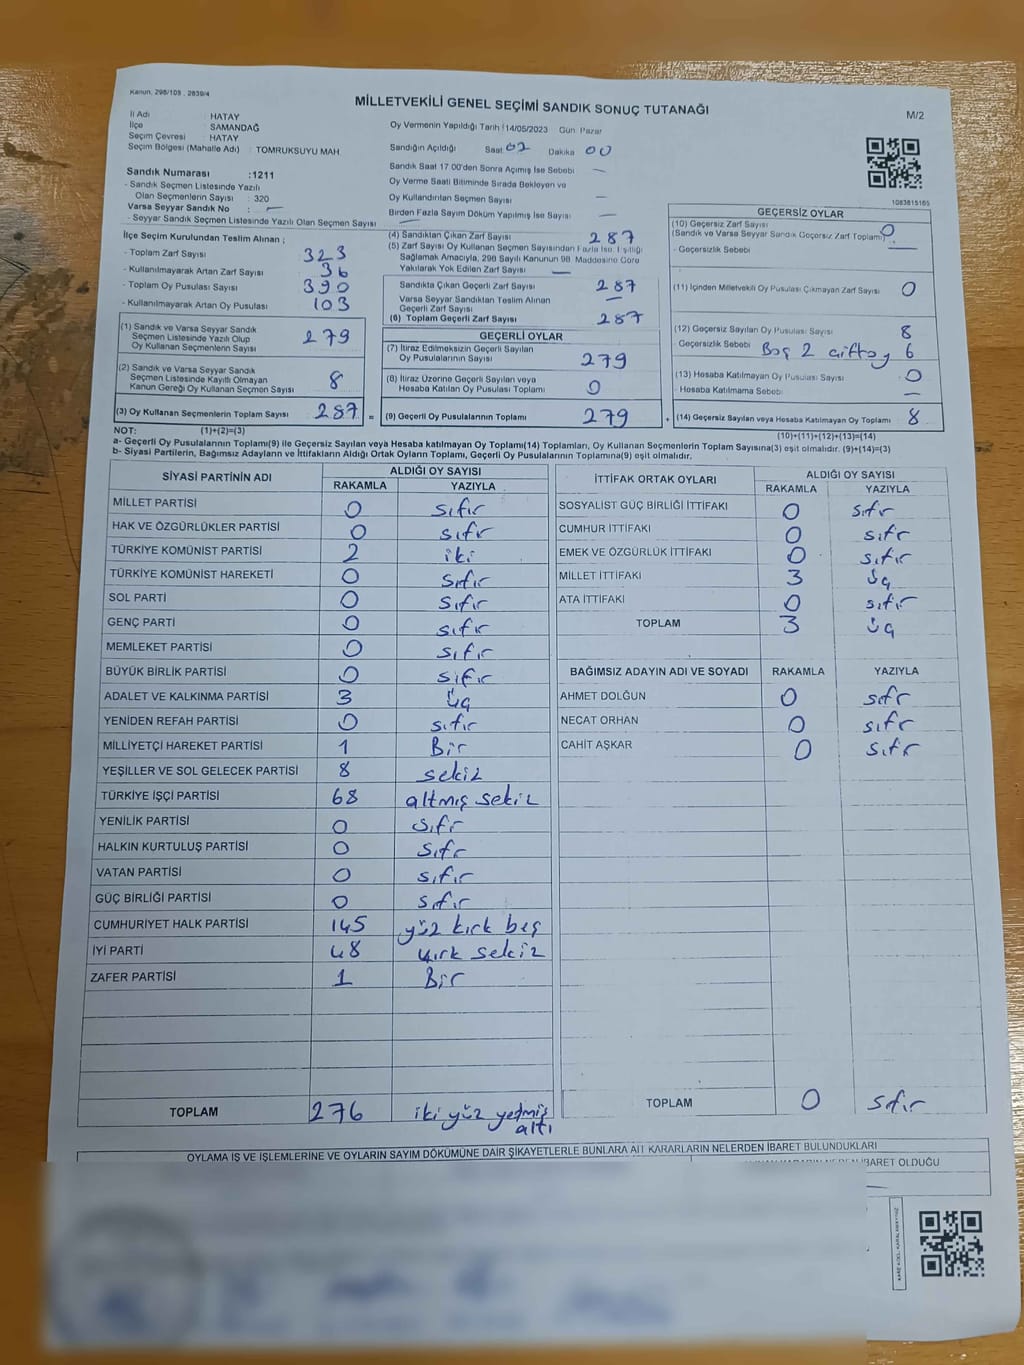 Kanun, 298/103 , 2839/4
MİLLETVEKİLİ GENEL SEÇİMİ SANDIK SONUÇ TUTANAĞI
M/2
İl Adı : HATAY
İlçe : SAMANDAĞ
Seçim Çevresi : HATAY
Seçim Bölgesi (Mahalle Adı) : TOMRUKSUYU MAH.
Oy Vermenin Yapıldığı Tarih : 14/05/2023 Gün: Pazar
Sandığın Açıldığı Saat 02 Dakika 00
Sandık Saat 17:00'den Sonra Açılmış İse Sebebi —
Oy Verme Saati Bitiminde Sırada Bekleyen ve
Oy Kullandırılan Seçmen Sayısı —
Birden Fazla Sayım Döküm Yapılmış İse Sayısı —
Sandık Numarası :1211
- Sandık Seçmen Listesinde Yazılı
Olan Seçmenlerin Sayısı : 320
Varsa Seyyar Sandık No : —
- Seyyar Sandık Seçmen Listesinde Yazılı Olan Seçmen Sayısı
1083815165
İlçe Seçim Kurulundan Teslim Alınan ;
- Toplam Zarf Sayısı 323
- Kullanılmayarak Artan Zarf Sayısı 36
- Toplam Oy Pusulası Sayısı 390
- Kullanılmayarak Artan Oy Pusulası 103
(1) Sandık ve Varsa Seyyar Sandık
Seçmen Listesinde Yazılı Olup
Oy Kullanan Seçmenlerin Sayısı 279
(2) Sandık ve Varsa Seyyar Sandık
Seçmen Listesinde Kayıtlı Olmayan
Kanun Gereği Oy Kullanan Seçmen Sayısı 8
(3) Oy Kullanan Seçmenlerin Toplam Sayısı 287 =
(4) Sandıktan Çıkan Zarf Sayısı 287
(5) Zarf Sayısı Oy Kullanan Seçmen Sayısından Fazla İse, Eşitliği
Sağlamak Amacıyla, 298 Sayılı Kanunun 98. Maddesine Göre
Yakılarak Yok Edilen Zarf Sayısı —
Sandıkta Çıkan Geçerli Zarf Sayısı 287
Varsa Seyyar Sandıktan Teslim Alınan
Geçerli Zarf Sayısı —
(6) Toplam Geçerli Zarf Sayısı 287
GEÇERLİ OYLAR
(7) İtiraz Edilmeksizin Geçerli Sayılan
Oy Pusulalarının Sayısı 279
(8) İtiraz Üzerine Geçerli Sayılan veya
Hesaba Katılan Oy Pusulası Toplamı 0
(9) Geçerli Oy Pusulalarının Toplamı 279 +
GEÇERSİZ OYLAR
(10) Geçersiz Zarf Sayısı
(Sandık ve Varsa Seyyar Sandık Geçersiz Zarf Toplamı) 0
- Geçersizlik Sebebi —
(11) İçinden Milletvekili Oy Pusulası Çıkmayan Zarf Sayısı 0
(12) Geçersiz Sayılan Oy Pusulası Sayısı 8
- Geçersizlik Sebebi Boş 2 çift oy 6
(13) Hesaba Katılmayan Oy Pusulası Sayısı 0
- Hesaba Katılmama Sebebi —
(14) Geçersiz Sayılan veya Hesaba Katılmayan Oy Toplamı 8
NOT: (1)+(2)=(3)
(10)+(11)+(12)+(13)=(14)
a- Geçerli Oy Pusulalarının Toplamı(9) ile Geçersiz Sayılan veya Hesaba katılmayan Oy Toplamı(14) Toplamları, Oy Kullanan Seçmenlerin Toplam Sayısına(3) eşit olmalıdır. (9)+(14)=(3)
b- Siyasi Partilerin, Bağımsız Adayların ve İttifakların Aldığı Ortak Oyların Toplamı, Geçerli Oy Pusulalarının Toplamına(9) eşit olmalıdır.
SİYASİ PARTİNİN ADI ALDIĞI OY SAYISI
RAKAMLA YAZIYLA
MİLLET PARTİSİ 0 sıfır
HAK VE ÖZGÜRLÜKLER PARTİSİ 0 sıfır
TÜRKİYE KOMÜNİST PARTİSİ 2 iki
TÜRKİYE KOMÜNİST HAREKETİ 0 sıfır
SOL PARTİ 0 sıfır
GENÇ PARTİ 0 sıfır
MEMLEKET PARTİSİ 0 sıfır
BÜYÜK BİRLİK PARTİSİ 0 sıfır
ADALET VE KALKINMA PARTİSİ 3 üç
YENİDEN REFAH PARTİSİ 0 sıfır
MİLLİYETÇİ HAREKET PARTİSİ 1 Bir
YEŞİLLER VE SOL GELECEK PARTİSİ 8 sekiz
TÜRKİYE İŞÇİ PARTİSİ 68 altmış sekiz
YENİLİK PARTİSİ 0 sıfr
HALKIN KURTULUŞ PARTİSİ 0 sıfr
VATAN PARTİSİ 0 sıfır
GÜÇ BİRLİĞİ PARTİSİ 0 sıfır
CUMHURİYET HALK PARTİSİ 145 yüz kırk beş
İYİ PARTİ 48 kırk sekiz
ZAFER PARTİSİ 1 Bir
TOPLAM 276 iki yüz yetmiş altı
İTTİFAK ORTAK OYLARI ALDIĞI OY SAYISI
RAKAMLA YAZIYLA
SOSYALİST GÜÇ BİRLİĞİ İTTİFAKI 0 sıfr
CUMHUR İTTİFAKI 0 sıfr
EMEK VE ÖZGÜRLÜK İTTİFAKI 0 sıfır
MİLLET İTTİFAKI 3 üç
ATA İTTİFAKI 0 sıfır
TOPLAM 3 üç
BAĞIMSIZ ADAYIN ADI VE SOYADI RAKAMLA YAZIYLA
AHMET DOLĞUN 0 sıfr
NECAT ORHAN 0 sıfr
CAHİT AŞKAR 0 sıfr
TOPLAM 0 sıfır
OYLAMA İŞ VE İŞLEMLERİNE VE OYLARIN SAYIM DÖKÜMÜNE DAİR ŞİKAYETLERLE BUNLARA AİT KARARLARIN NELERDEN İBARET BULUNDUKLARI
İBARET OLDUĞU